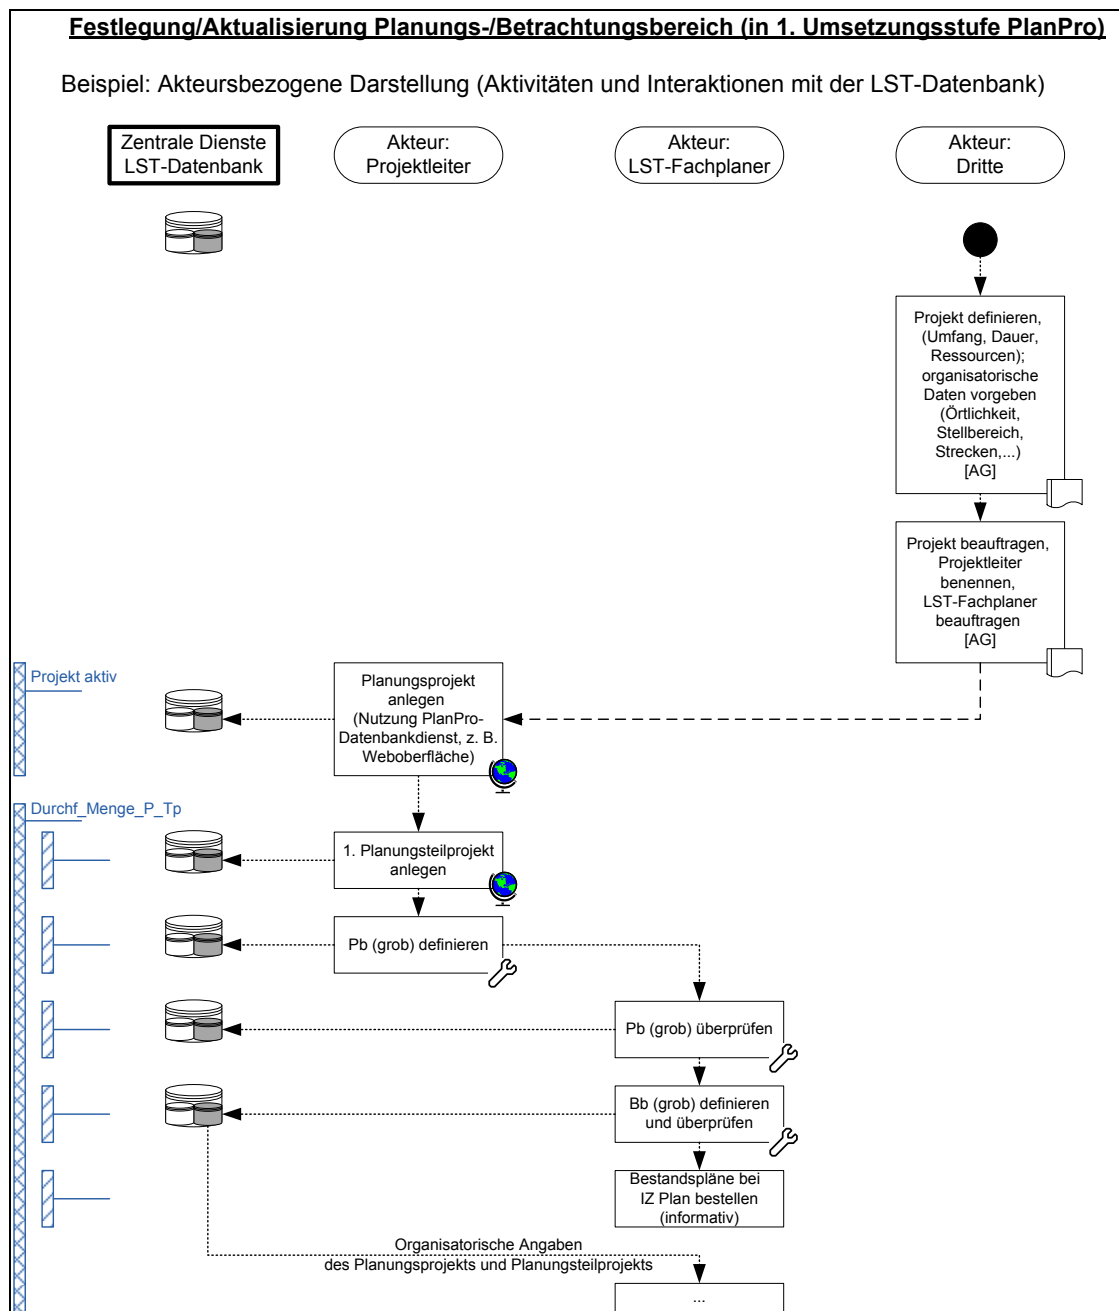 Festlegung/Aktualisierung Planungs-/Betrachtungsbereich (in 1. Umsetzungsstufe PlanPro)
Beispiel: Akteursbezogene Darstellung (Aktivitäten und Interaktionen mit der LST-Datenbank)
Zentrale Dienste
LST-Datenbank
Akteur:
Projektleiter
Akteur:
LST-Fachplaner
Akteur:
Dritte
Projekt definieren,
(Umfang, Dauer,
Ressourcen);
organisatorische
Daten vorgeben
(Örtlichkeit,
Stellbereich,
Strecken,...)
[AG]
Projekt beauftragen,
Projektleiter
benennen,
LST-Fachplaner
beauftragen
[AG]
Projekt aktiv
Planungsprojekt
anlegen
(Nutzung PlanPro-
Datenbankdienst, z. B.
Weboberfläche)
Durchf_Menge_P_Tp
1. Planungsteilprojekt
anlegen
Pb (grob) definieren
Pb (grob) überprüfen
Bb (grob) definieren
und überprüfen
Bestandspläne bei
IZ Plan bestellen
(informativ)
Organisatorische Angaben
des Planungsprojekts und Planungsteilprojekts
...